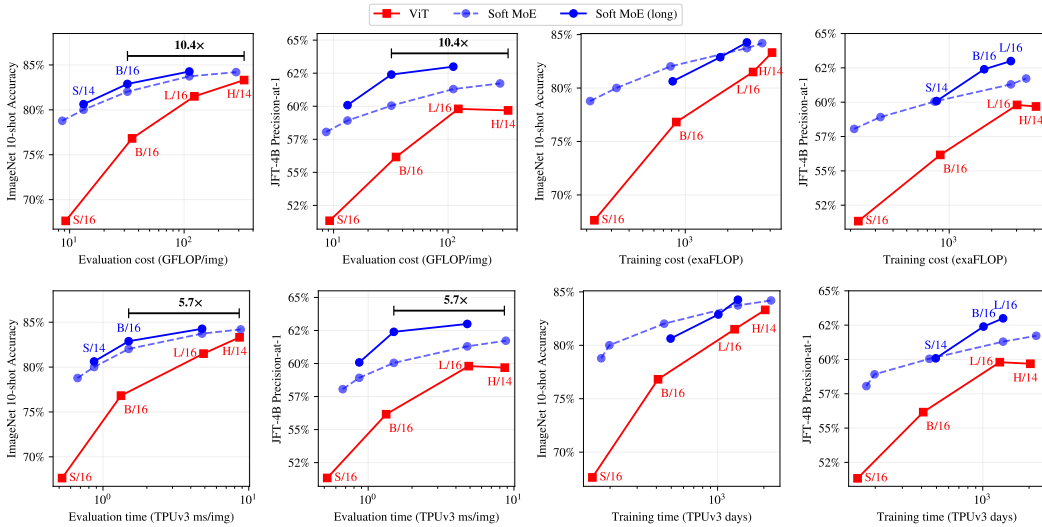 ViT Soft MoE Soft MoE (long)
85%
80%
75%
70%
ImageNet 10-shot Accuracy
10.4×
S/14
B/16
S/16
B/16
L/16
H/14
10¹ 10²
Evaluation cost (GFLOP/img)
65%
62%
60%
57%
55%
52%
JFT-4B Precision-at-1
10.4×
S/16
B/16
L/16
H/14
10¹ 10²
Evaluation cost (GFLOP/img)
85%
80%
75%
70%
ImageNet 10-shot Accuracy
S/16
B/16
L/16
H/14
10³
Training cost (exaFLOP)
65%
62%
60%
57%
55%
52%
JFT-4B Precision-at-1
S/14
B/16
L/16
S/16
B/16
L/16
H/14
10³
Training cost (exaFLOP)
85%
80%
75%
70%
ImageNet 10-shot Accuracy
5.7×
S/14
B/16
S/16
B/16
L/16
H/14
10⁰ 10¹
Evaluation time (TPUv3 ms/img)
65%
62%
60%
57%
55%
52%
JFT-4B Precision-at-1
5.7×
S/16
B/16
L/16
H/14
10⁰ 10¹
Evaluation time (TPUv3 ms/img)
85%
80%
75%
70%
ImageNet 10-shot Accuracy
S/16
B/16
L/16
H/14
10³
Training time (TPUv3 days)
65%
62%
60%
57%
55%
52%
JFT-4B Precision-at-1
S/14
B/16
L/16
S/16
B/16
L/16
H/14
10³
Training time (TPUv3 days)